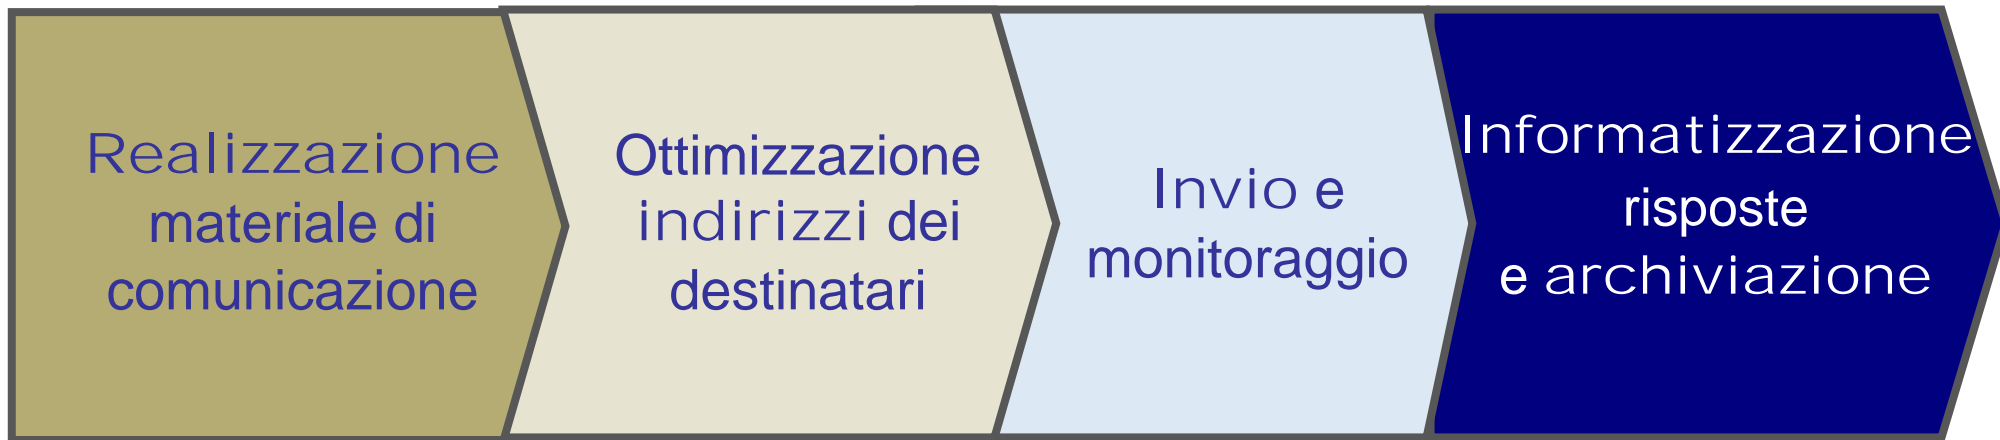 Realizzazione
materiale di
comunicazione
Ottimizzazione
indirizzi dei
destinatari
Invio e
monitoraggio
Informatizzazione
risposte
e archiviazione